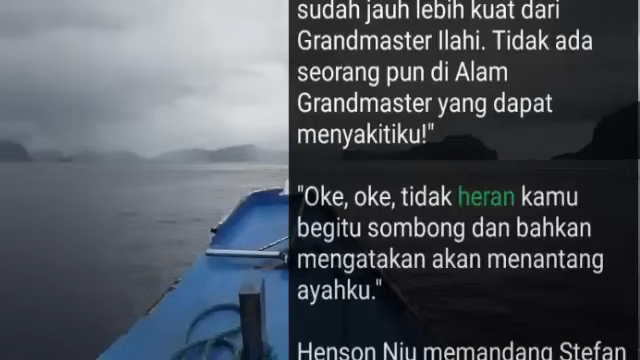 sudah jauh lebih kuat dari
Grandmaster Ilahi. Tidak ada
seorang pun di Alam
Grandmaster yang dapat
menyakitiku!"
"Oke, oke, tidak heran kamu
begitu sombong dan bahkan
mengatakan akan menantang
ayahku."
Henson Niu memandang Stefan